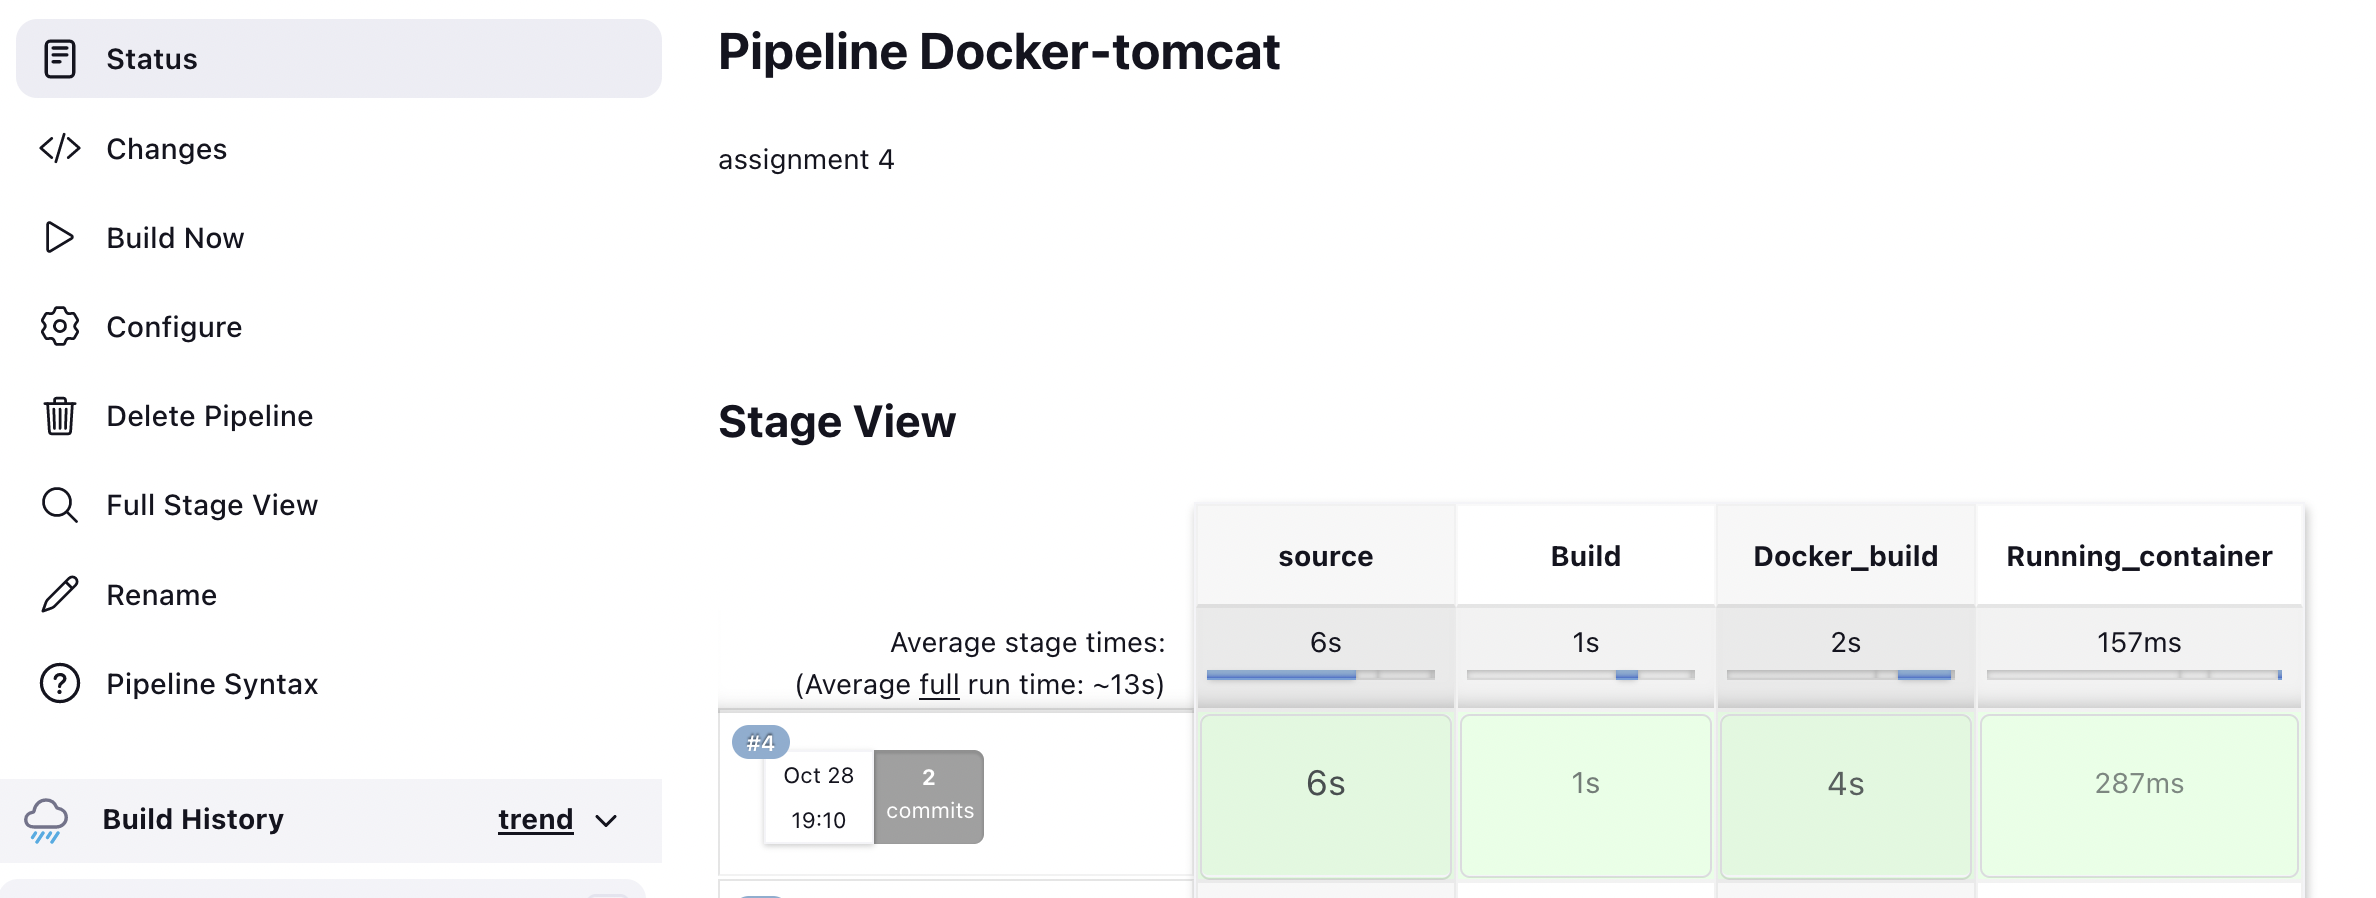 Status
Changes
Build Now
Configure
Delete Pipeline
Full Stage View
Rename
Pipeline Syntax
Build History trend
Pipeline Docker-tomcat
assignment 4
Stage View
source Build Docker_build Running_container
Average stage times: 6s 1s 2s 157ms
(Average full run time: ~13s)
#4
Oct 28
19:10
2
commits
6s 1s 4s 287ms